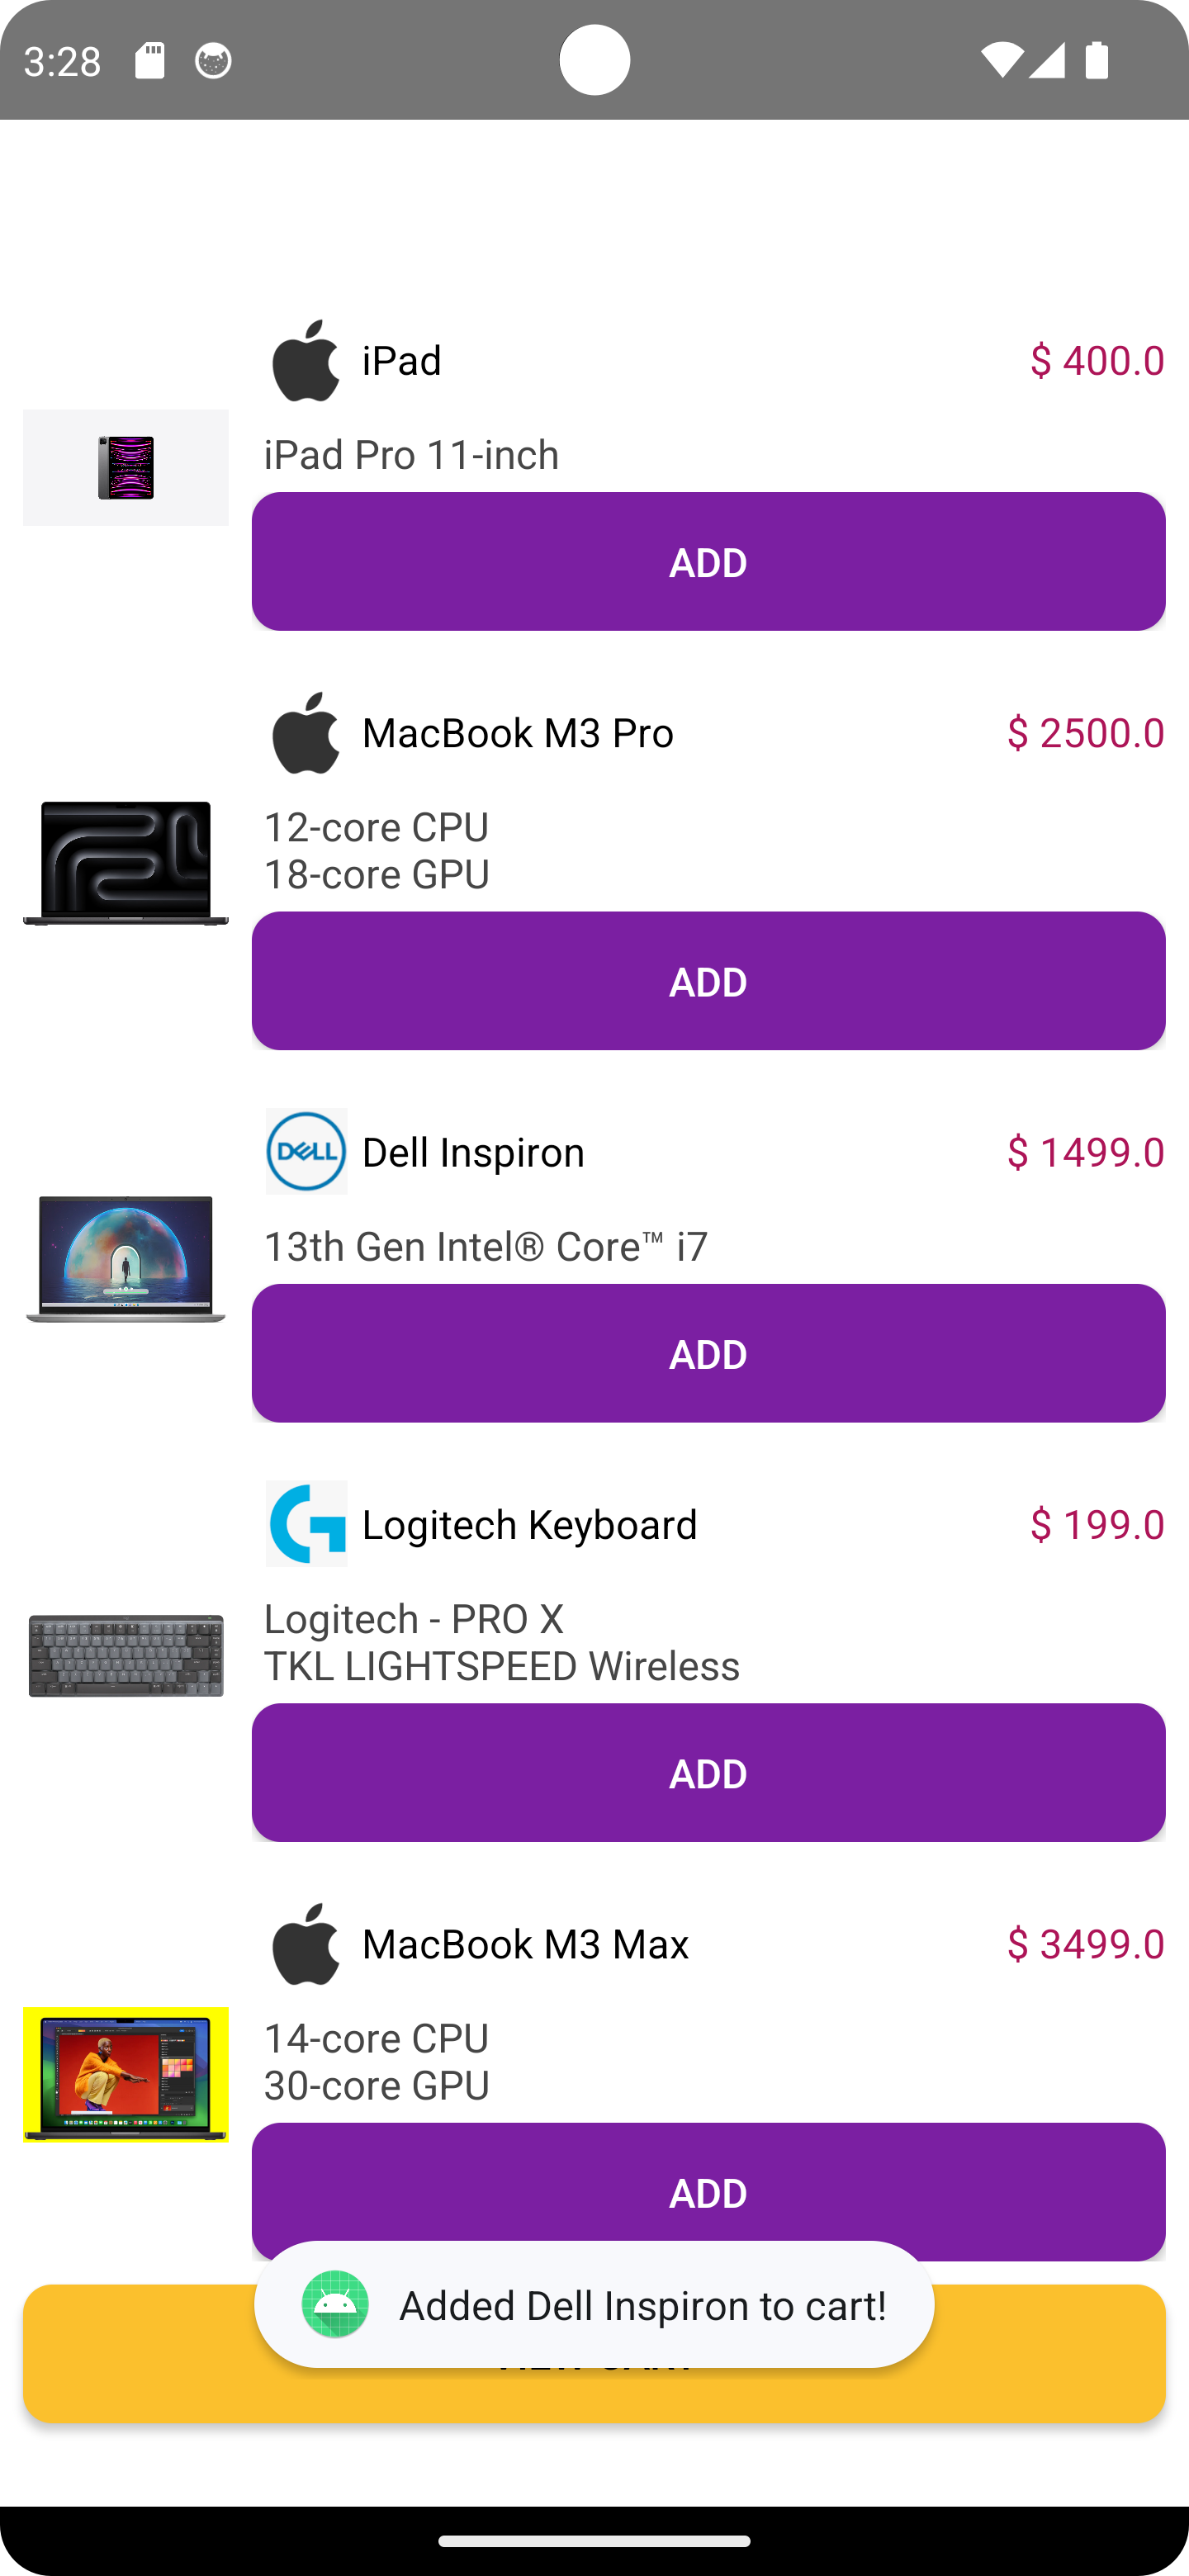 3:28
iPad
$ 400.0
iPad Pro 11-inch
ADD
MacBook M3 Pro
$ 2500.0
12-core CPU
18-core GPU
ADD
DELL
Dell Inspiron
$ 1499.0
13th Gen Intel® Core™ i7
ADD
Logitech Keyboard
$ 199.0
Logitech - PRO X
TKL LIGHTSPEED Wireless
ADD
MacBook M3 Max
$ 3499.0
14-core CPU
30-core GPU
ADD
Added Dell Inspiron to cart!